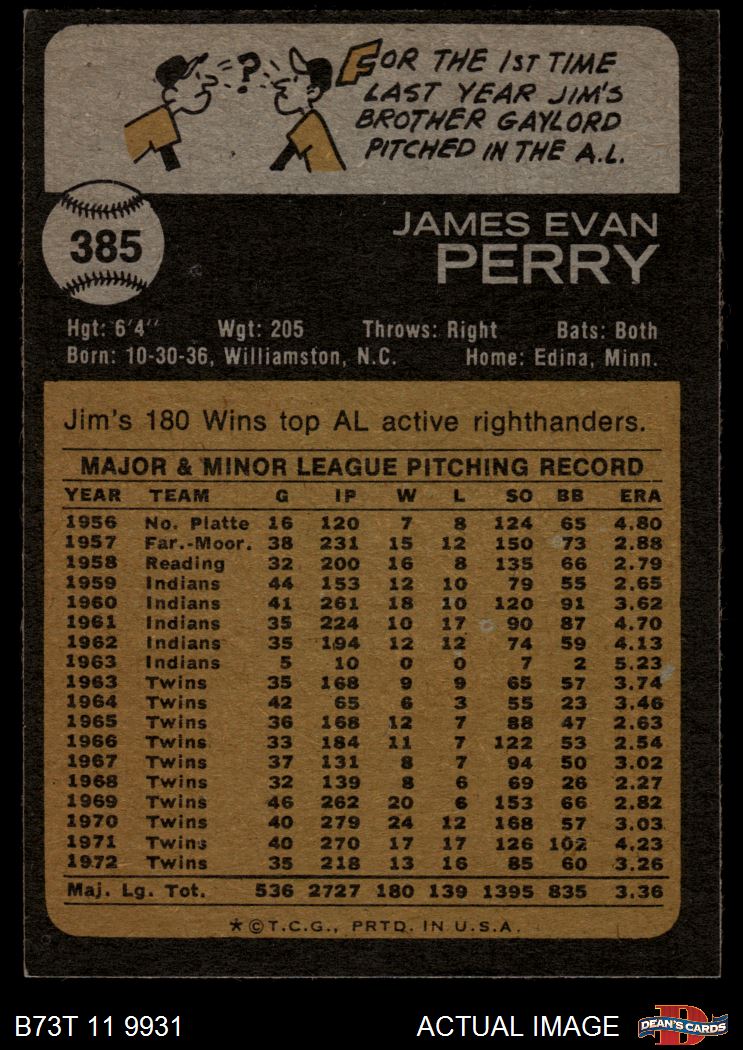 ?
FOR THE 1ST TIME
LAST YEAR JIM'S
BROTHER GAYLORD
PITCHED IN THE A.L.
385
JAMES EVAN
PERRY
Hgt: 6'4" Wgt: 205 Throws: Right Bats: Both
Born: 10-30-36, Williamston, N.C. Home: Edina, Minn.
Jim's 180 Wins top AL active righthanders.
MAJOR & MINOR LEAGUE PITCHING RECORD
YEAR TEAM G IP W L SO BB ERA
1956 No. Platte 16 120 7 8 124 65 4.80
1957 Far.-Moor. 38 231 15 12 150 73 2.88
1958 Reading 32 200 16 8 135 66 2.79
1959 Indians 44 153 12 10 79 55 2.65
1960 Indians 41 261 18 10 120 91 3.62
1961 Indians 35 224 10 17 90 87 4.70
1962 Indians 35 194 12 12 74 59 4.13
1963 Indians 5 10 0 0 7 2 5.23
1963 Twins 35 168 9 9 65 57 3.74
1964 Twins 42 65 6 3 55 23 3.46
1965 Twins 36 168 12 7 88 47 2.63
1966 Twins 33 184 11 7 122 53 2.54
1967 Twins 37 131 8 7 94 50 3.02
1968 Twins 32 139 8 6 69 26 2.27
1969 Twins 46 262 20 6 153 66 2.82
1970 Twins 40 279 24 12 168 57 3.03
1971 Twins 40 270 17 17 126 102 4.23
1972 Twins 35 218 13 16 85 60 3.26
Maj. Lg. Tot. 536 2727 180 139 1395 835 3.36
*©T.C.G., PRTD. IN U.S.A.
B73T 11 9931 ACTUAL IMAGE
D
DEAN'S CARDS